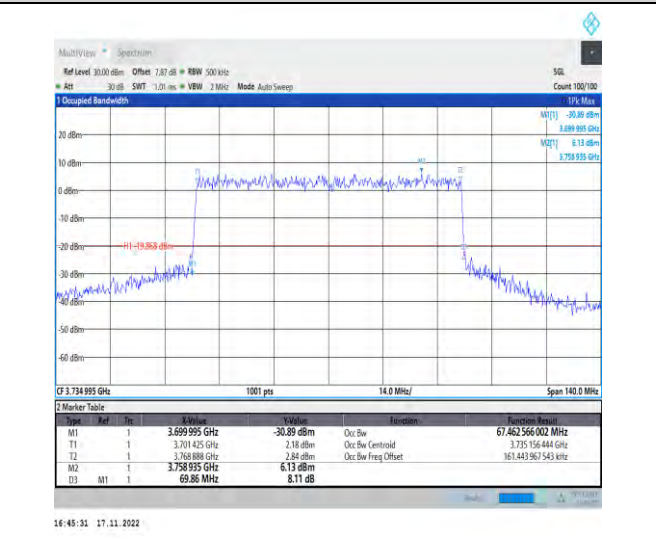 MultiView Spectrum
Ref Level 30.00 dBm Offset 7.87 dB RBW 500 kHz SGL
Att 30 dB SWT 1.01 ms VBW 2 MHz Mode Auto Sweep Count 100/100
1 Occupied Bandwidth 1Pk Max
M1[1] -30.89 dBm
3.699 995 GHz
M2[1] 6.13 dBm
3.758 935 GHz
20 dBm
10 dBm
0 dBm
-10 dBm
-20 dBm
H1 -19.868 dBm
-30 dBm
-40 dBm
-50 dBm
-60 dBm
CF 3.734 995 GHz 1001 pts 14.0 MHz/ Span 140.0 MHz
2 Marker Table
Type Ref Trc X-Value Y-Value Function Function Result
M1 1 3.699 995 GHz -30.89 dBm Occ Bw 67.462 566 002 MHz
T1 1 3.701 425 GHz 2.18 dBm Occ Bw Centroid 3.735 156 444 GHz
T2 1 3.768 888 GHz 2.84 dBm Occ Bw Freq Offset 161.443 967 543 kHz
M2 1 3.758 935 GHz 6.13 dBm
D3 M1 1 69.86 MHz 8.11 dB
16:45:31 17.11.2022